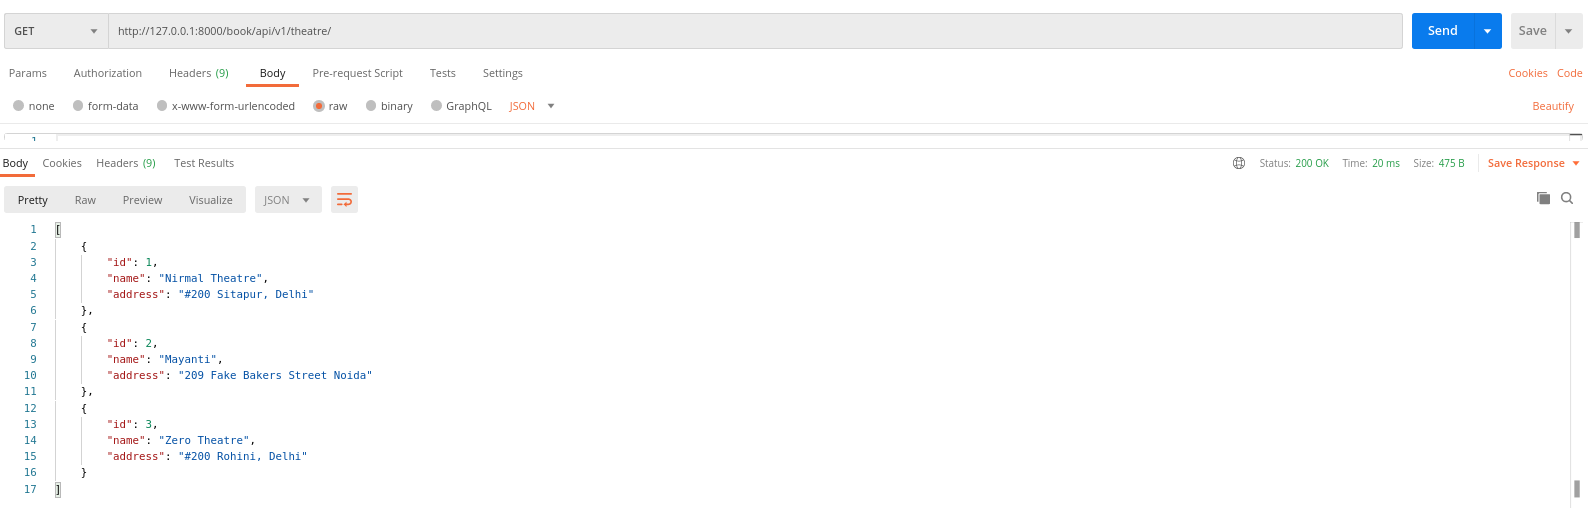 GET http://127.0.0.1:8000/book/api/v1/theatre/ Send Save
Params Authorization Headers (9) Body Pre-request Script Tests Settings Cookies Code
none form-data x-www-form-urlencoded raw binary GraphQL JSON Beautify
1
Body Cookies Headers (9) Test Results Status: 200 OK Time: 20 ms Size: 475 B Save Response
Pretty Raw Preview Visualize JSON
1 [
2 {
3 "id": 1,
4 "name": "Nirmal Theatre",
5 "address": "#200 Sitapur, Delhi"
6 },
7 {
8 "id": 2,
9 "name": "Mayanti",
10 "address": "209 Fake Bakers Street Noida"
11 },
12 {
13 "id": 3,
14 "name": "Zero Theatre",
15 "address": "#200 Rohini, Delhi"
16 }
17 ]